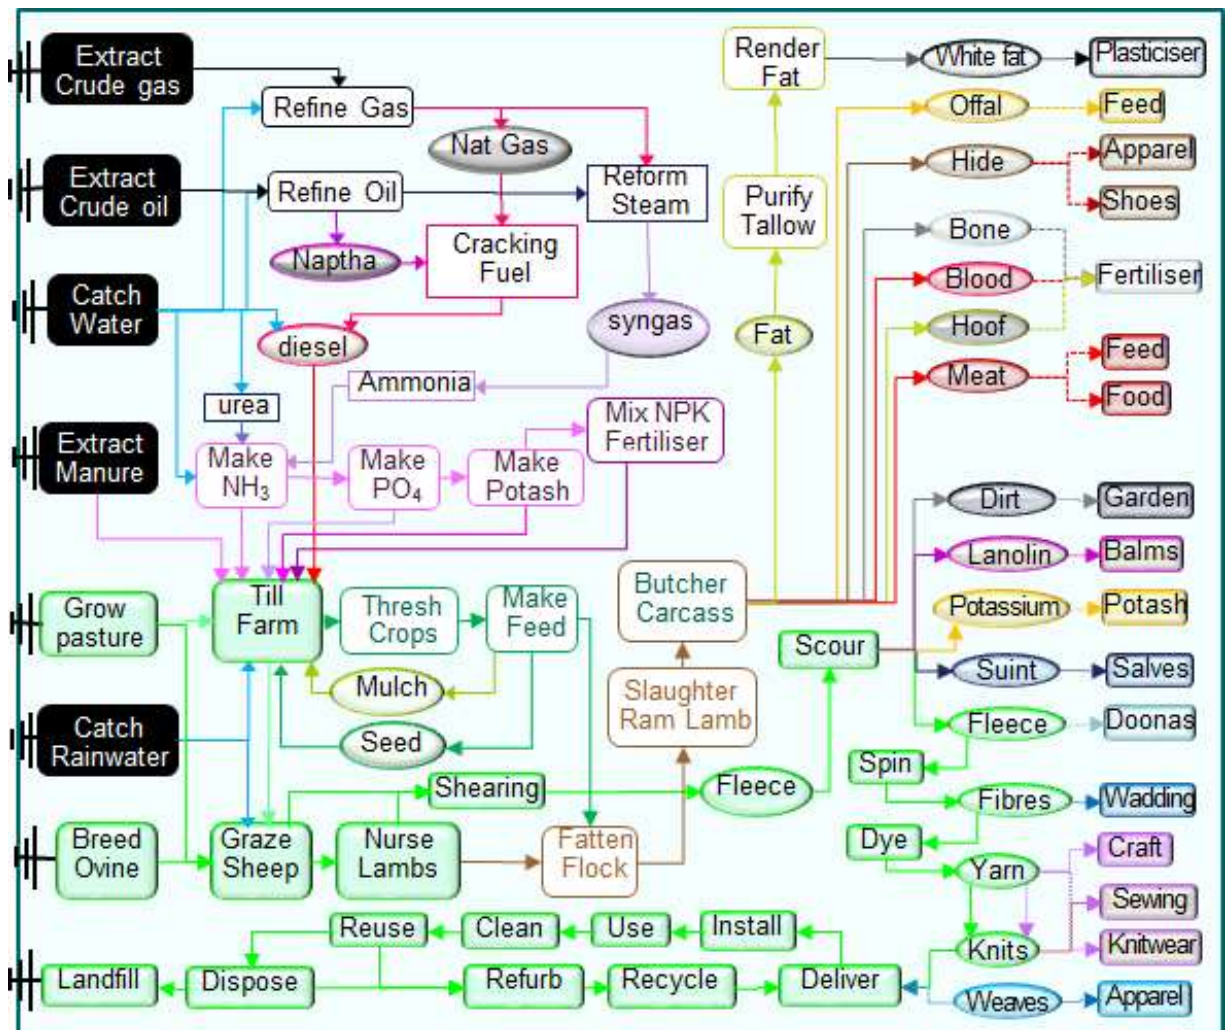 Extract
Crude gas
Refine Gas
Nat Gas
Extract
Crude oil
Refine Oil
Reform
Steam
Naptha
Cracking
Fuel
Catch
Water
diesel
syngas
Ammonia
urea
Extract
Manure
Make
NH₃
Make
PO₄
Make
Potash
Mix NPK
Fertiliser
Render
Fat
White fat
Plasticiser
Offal
Feed
Hide
Apparel
Shoes
Purify
Tallow
Bone
Blood
Fertiliser
Hoof
Fat
Meat
Feed
Food
Dirt
Garden
Lanolin
Balms
Potassium
Potash
Suint
Salves
Fleece
Doonas
Grow
pasture
Till
Farm
Thresh
Crops
Make
Feed
Butcher
Carcass
Scour
Mulch
Seed
Slaughter
Ram Lamb
Catch
Rainwater
Shearing
Fleece
Spin
Fibres
Wadding
Breed
Ovine
Graze
Sheep
Nurse
Lambs
Fatten
Flock
Dye
Yarn
Craft
Sewing
Knits
Knitwear
Weaves
Apparel
Reuse
Clean
Use
Install
Landfill
Dispose
Refurb
Recycle
Deliver